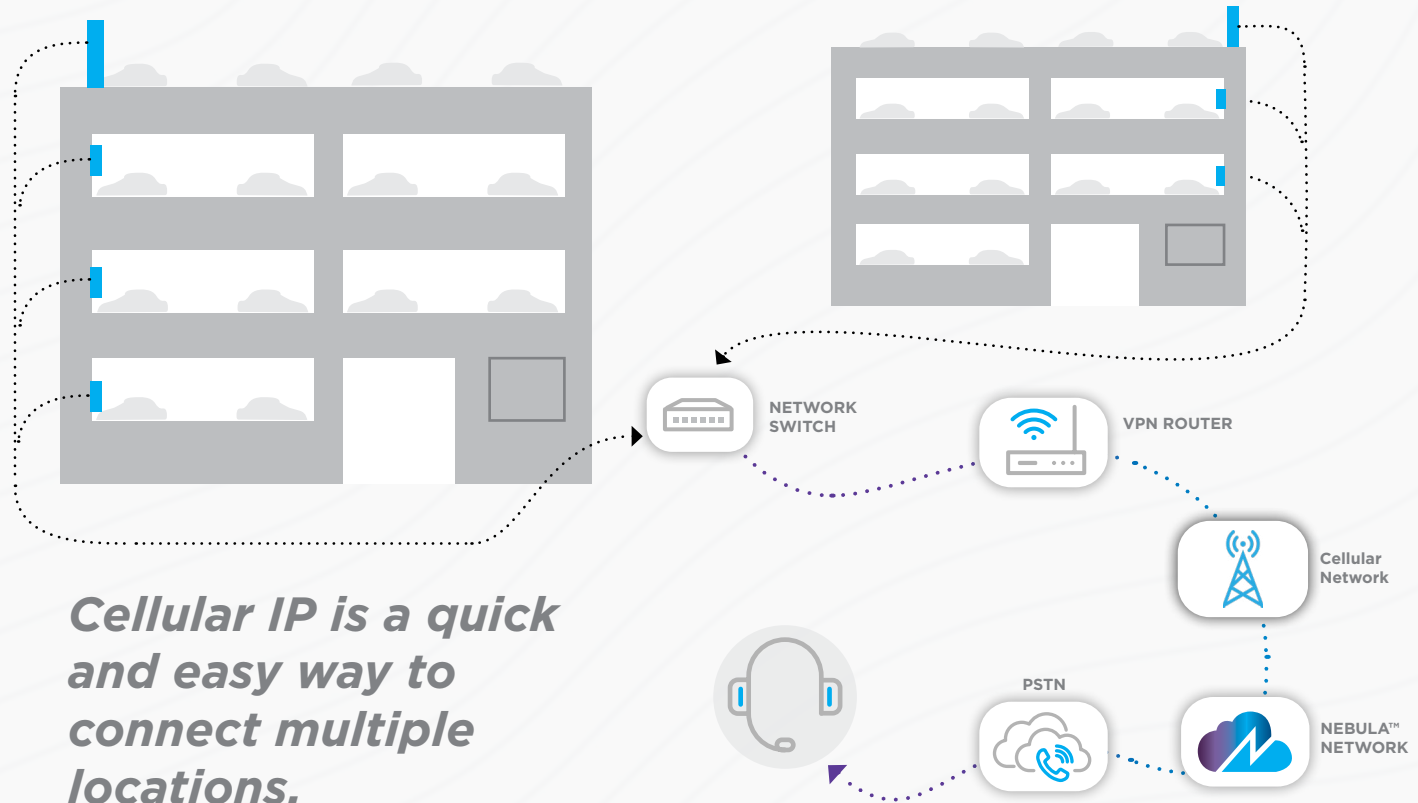 NETWORK
SWITCH
VPN ROUTER
Cellular
Network
Cellular IP is a quick
and easy way to
connect multiple
locations.
PSTN
NEBULA™
NETWORK